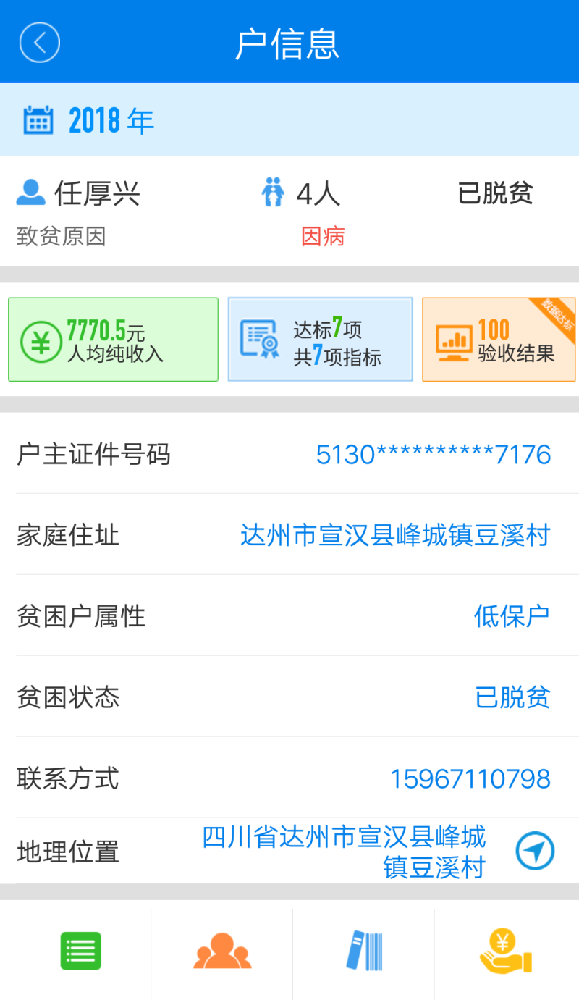 户信息
2018 年
任厚兴 4人 已脱贫
致贫原因 因病
数据达标
7770.5元
人均纯收入
达标7项
共7项指标
100
验收结果
户主证件号码 5130**********7176
家庭住址 达州市宣汉县峰城镇豆溪村
贫困户属性 低保户
贫困状态 已脱贫
联系方式 15967110798
地理位置 四川省达州市宣汉县峰城
镇豆溪村